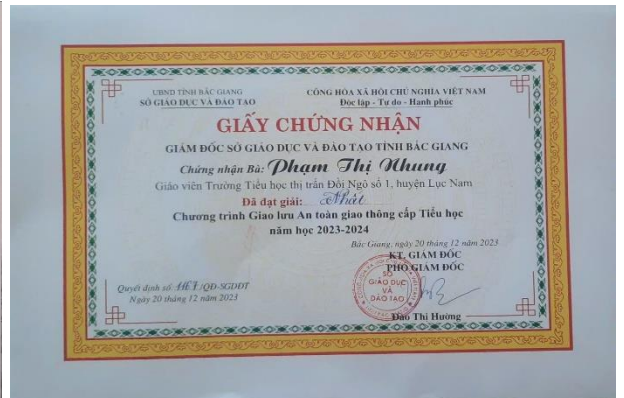 UBND TỈNH BẮC GIANG
SỞ GIÁO DỤC VÀ ĐÀO TẠO
CỘNG HÒA XÃ HỘI CHỦ NGHĨA VIỆT NAM
Độc lập - Tự do - Hạnh phúc
GIẤY CHỨNG NHẬN
GIÁM ĐỐC SỞ GIÁO DỤC VÀ ĐÀO TẠO TỈNH BẮC GIANG
Chứng nhận Bà: Phạm Thị Nhung
Giáo viên Trường Tiểu học thị trấn Đồi Ngô số 1, huyện Lục Nam
Đã đạt giải: Nhất
Chương trình Giao lưu An toàn giao thông cấp Tiểu học
năm học 2023-2024
Bắc Giang, ngày 20 tháng 12 năm 2023
KT. GIÁM ĐỐC
PHÓ GIÁM ĐỐC
SỞ
GIÁO DỤC
VÀ
ĐÀO TẠO
Quyết định số: /QĐ-SGDĐT
Ngày 20 tháng 12 năm 2023
Đào Thị Hường